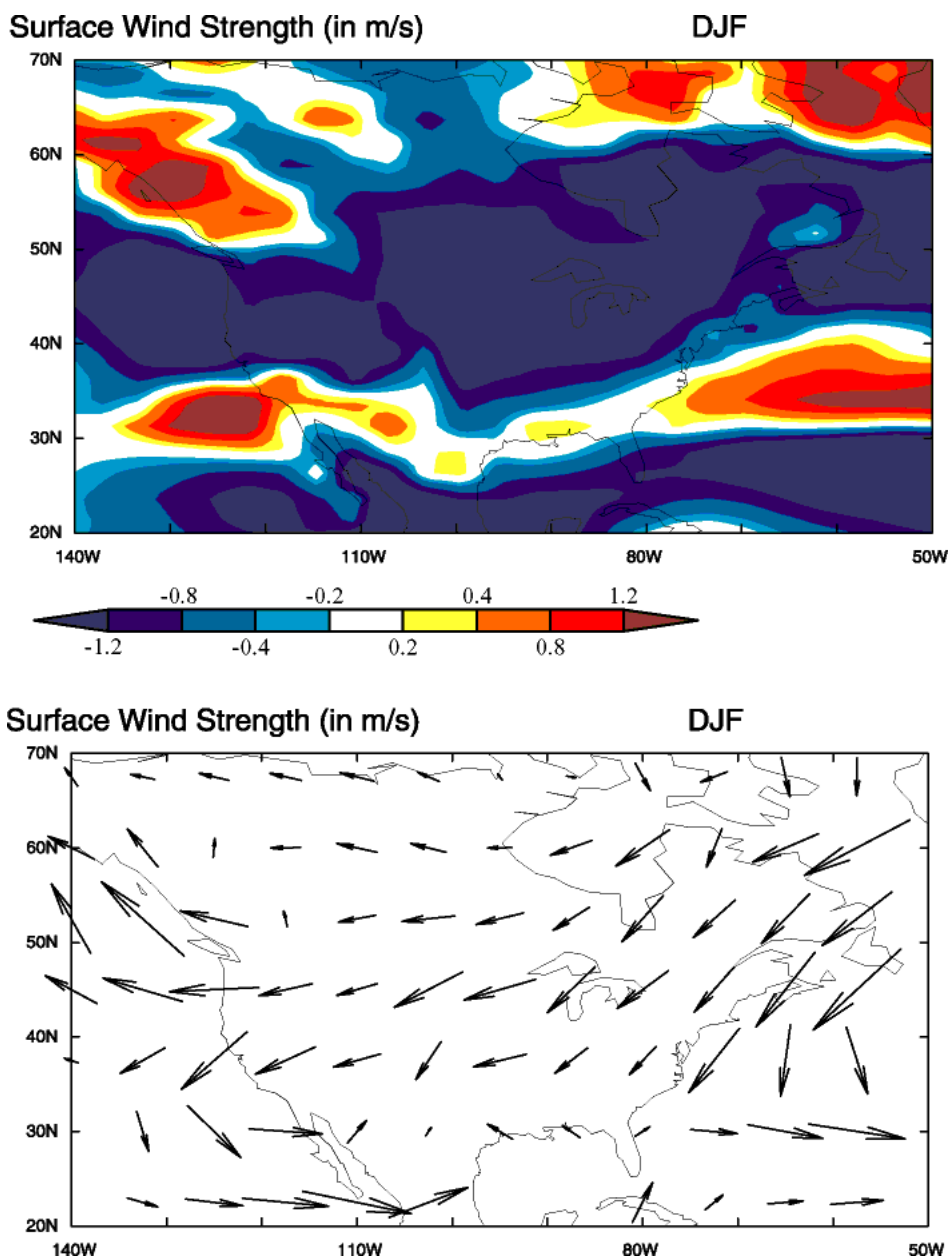 Surface Wind Strength (in m/s) DJF
70N
60N
50N
40N
30N
20N
140W 110W 80W 50W
-0.8 -0.2 0.4 1.2
-1.2 -0.4 0.2 0.8
Surface Wind Strength (in m/s) DJF
70N
60N
50N
40N
30N
20N
140W 110W 80W 50W